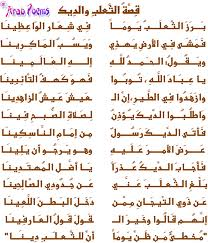 Arab Poems
قصة الثعلب والديك
برز الثعلب يوما في شعار الواعظينا
فمشى في الأرض يهدي ويسب الماكرينا
ويقول الحمد لله إله العالمينا
يا عباد الله، توبوا فهو كهف التائبينا
وازهدوا في الطير، إن الـ عيش عيش الزاهدينا
واطلبوا الديك يؤذن لصلاة الصبح فينا
فأتى الديك رسول من إمام الناسكينا
عرض الأمر عليه وهو يرجو أن يلينا
فأجاب الديك عذرا يا أضل المهتدينا
بلغ الثعلب عني عن جدودي الصالحينا
عن ذوي التيجان ممن دخل البطن اللعينا
إنهم قالوا وخير الـ قول قول العارفينا
"مخطئ من ظن يوما أن للثعلب دينا"